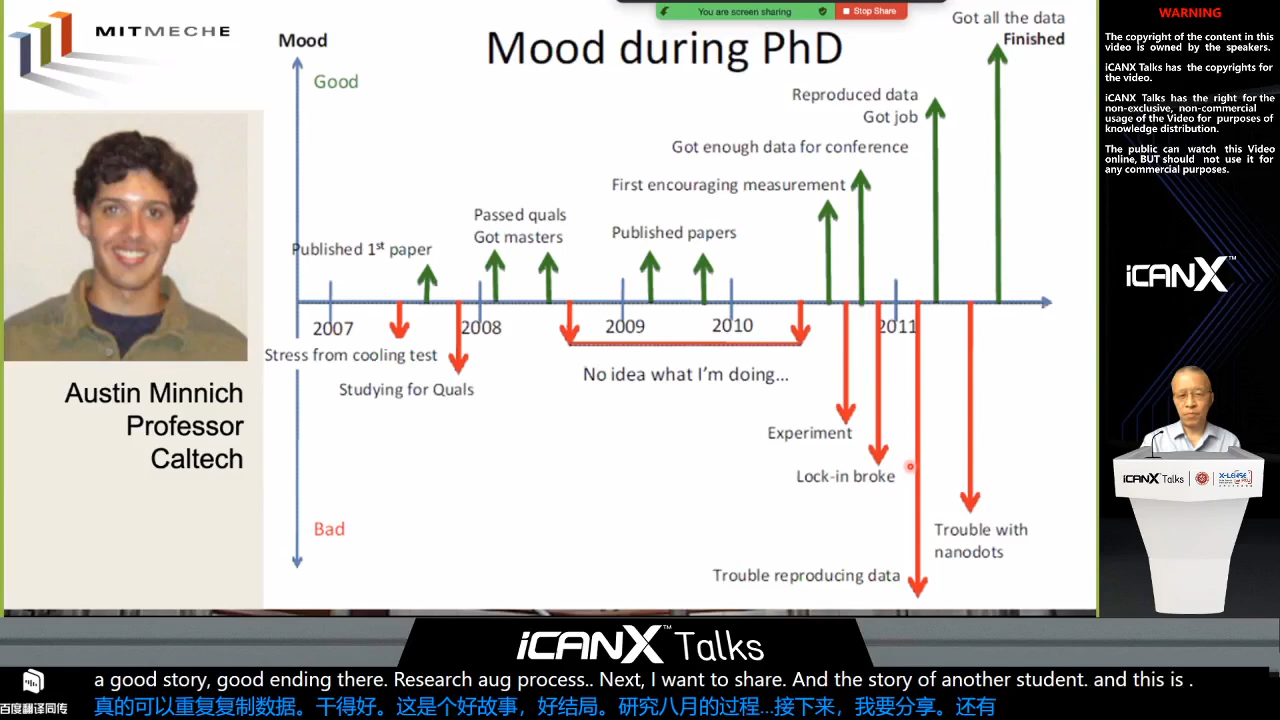 MITMECHE
Mood
Good
Mood during PhD
You are screen sharing
Stop Share
Got all the data
Finished
Reproduced data
Got job
Got enough data for conference
First encouraging measurement
Passed quals
Got masters
Published papers
Published 1st paper
2007
2008
2009
2010
2011
Stress from cooling test
Studying for Quals
No idea what I'm doing...
Experiment
Lock-in broke
Bad
Trouble with
nanodots
Trouble reproducing data
Austin Minnich
Professor
Caltech
WARNING
The copyright of the content in this
video is owned by the speakers.
iCANX Talks has the copyrights for
the video.
iCANX Talks has the right for the
non-exclusive, non-commercial
usage of the Video for purposes of
knowledge distribution.
The public can watch this Video
online, BUT should not use it for
any commercial purposes.
iCANX™
iCANX Talks
iCANX™ Talks
a good story, good ending there. Research aug process.. Next, I want to share. And the story of another student. and this is .
真的可以重复复制数据。干得好。这是个好故事，好结局。研究八月的过程...接下来，我要分享。还有
百度翻译同传